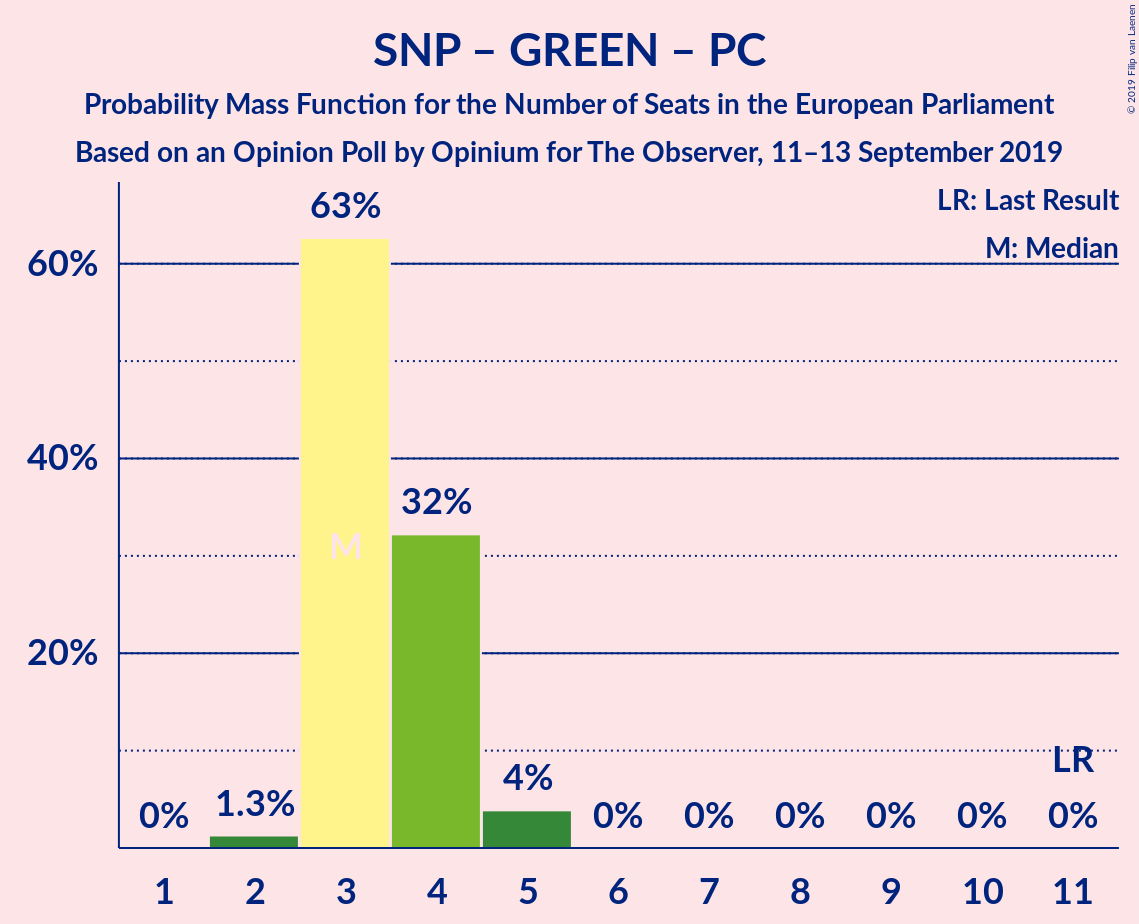 SNP – GREEN – PC
Probability Mass Function for the Number of Seats in the European Parliament
Based on an Opinion Poll by Opinium for The Observer, 11–13 September 2019
© 2019 Filip van Laenen
LR: Last Result
M: Median
63%
60%
40%
32%
M
20%
LR
4%
0% 1.3% 0% 0% 0% 0% 0% 0%
1 2 3 4 5 6 7 8 9 10 11